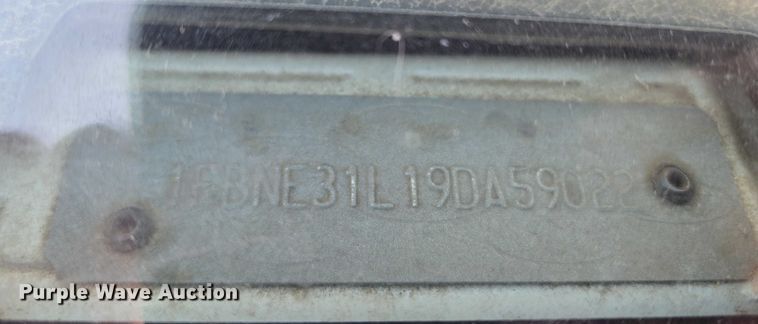 1FBNE31L19DA59022
Purple Wave Auction